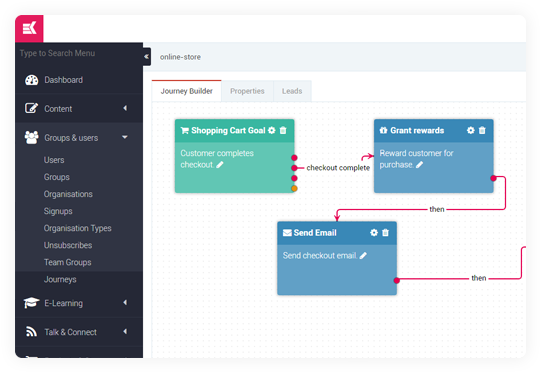 Type to Search Menu
online-store
Dashboard
Content
Groups & users
Users
Groups
Organisations
Signups
Organisation Types
Unsubscribes
Team Groups
Journeys
E-Learning
Talk & Connect
Journey Builder
Properties
Leads
Shopping Cart Goal
Customer completes
checkout.
checkout complete
Grant rewards
Reward customer for
purchase.
then
Send Email
Send checkout email.
then